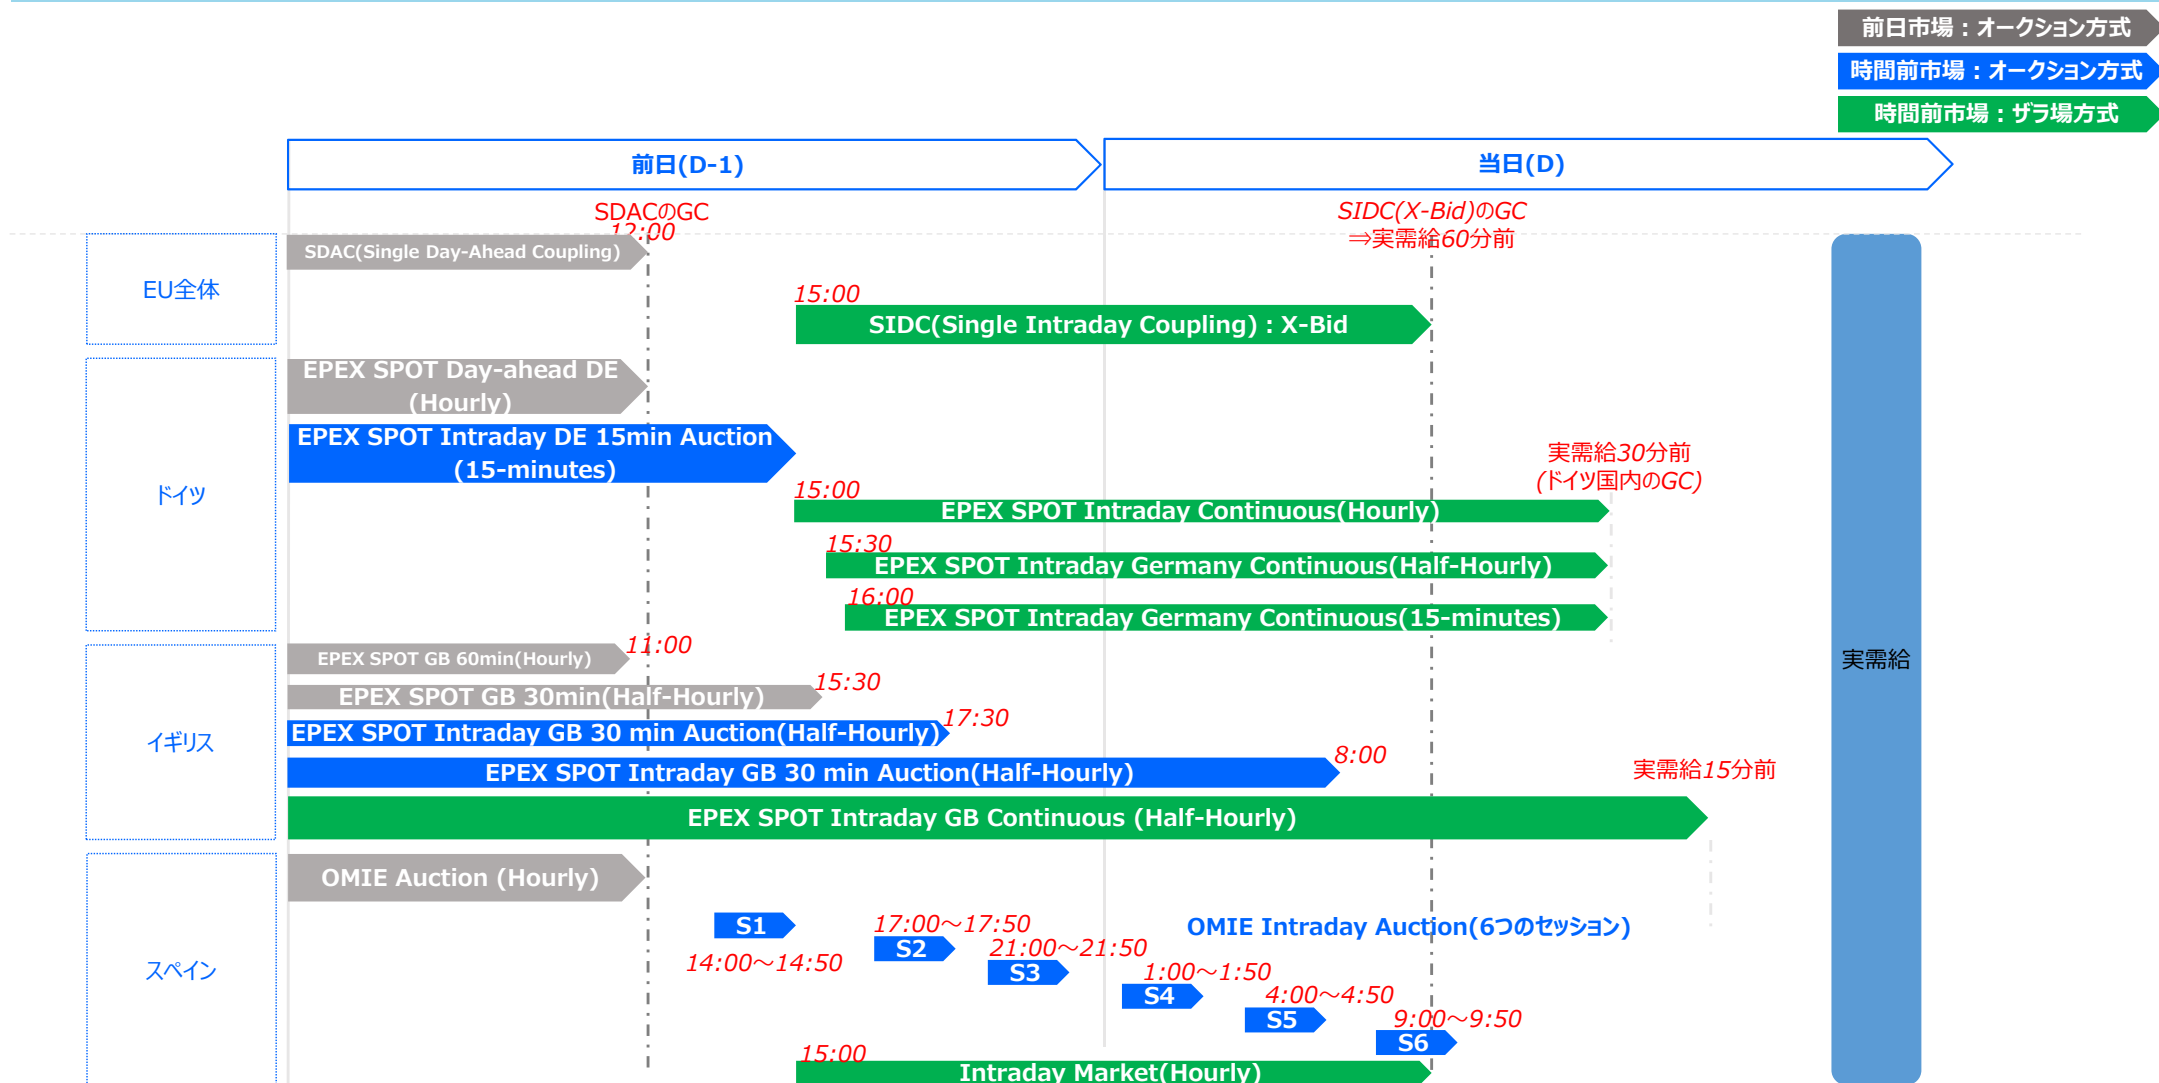 前日市場：オークション方式
時間前市場：オークション方式
時間前市場：ザラ場方式
前日(D-1)
当日(D)
SDACのGC
12:00
SIDC(X-Bid)のGC
⇒実需給60分前
EU全体
SDAC(Single Day-Ahead Coupling)
15:00
SIDC(Single Intraday Coupling) : X-Bid
ドイツ
EPEX SPOT Day-ahead DE
(Hourly)
EPEX SPOT Intraday DE 15min Auction
(15-minutes)
実需給30分前
(ドイツ国内のGC)
15:00
EPEX SPOT Intraday Continuous(Hourly)
15:30
EPEX SPOT Intraday Germany Continuous(Half-Hourly)
16:00
EPEX SPOT Intraday Germany Continuous(15-minutes)
イギリス
EPEX SPOT GB 60min(Hourly)
11:00
EPEX SPOT GB 30min(Half-Hourly)
15:30
EPEX SPOT Intraday GB 30 min Auction(Half-Hourly)
17:30
EPEX SPOT Intraday GB 30 min Auction(Half-Hourly)
8:00
実需給15分前
EPEX SPOT Intraday GB Continuous (Half-Hourly)
実需給
スペイン
OMIE Auction (Hourly)
S1
14:00～14:50
17:00～17:50
S2
OMIE Intraday Auction(6つのセッション)
21:00～21:50
S3
1:00～1:50
S4
4:00～4:50
S5
9:00～9:50
S6
15:00
Intraday Market(Hourly)